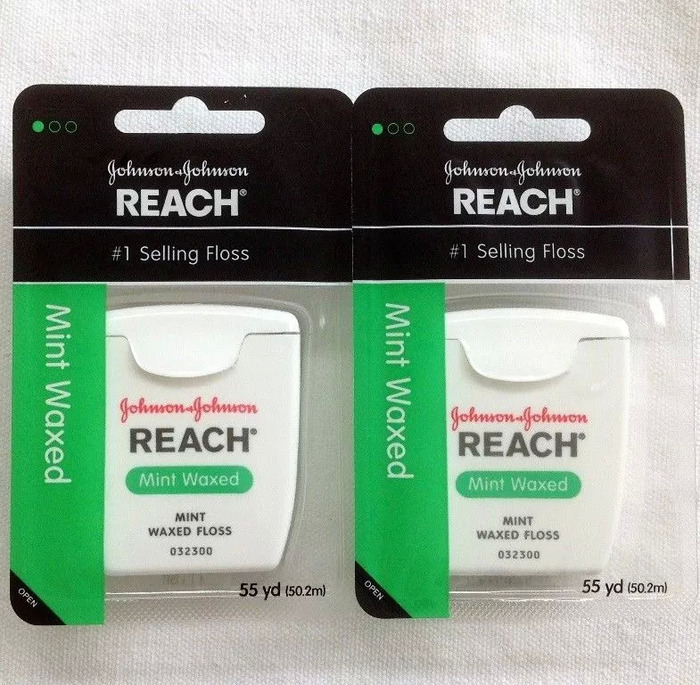 Johnson & Johnson
REACH®
#1 Selling Floss
Mint Waxed
Johnson & Johnson
REACH®
Mint Waxed
MINT
WAXED FLOSS
032300
55 yd (50.2m)
OPEN
Johnson & Johnson
REACH®
#1 Selling Floss
Mint Waxed
Johnson & Johnson
REACH®
Mint Waxed
MINT
WAXED FLOSS
032300
55 yd (50.2m)
OPEN